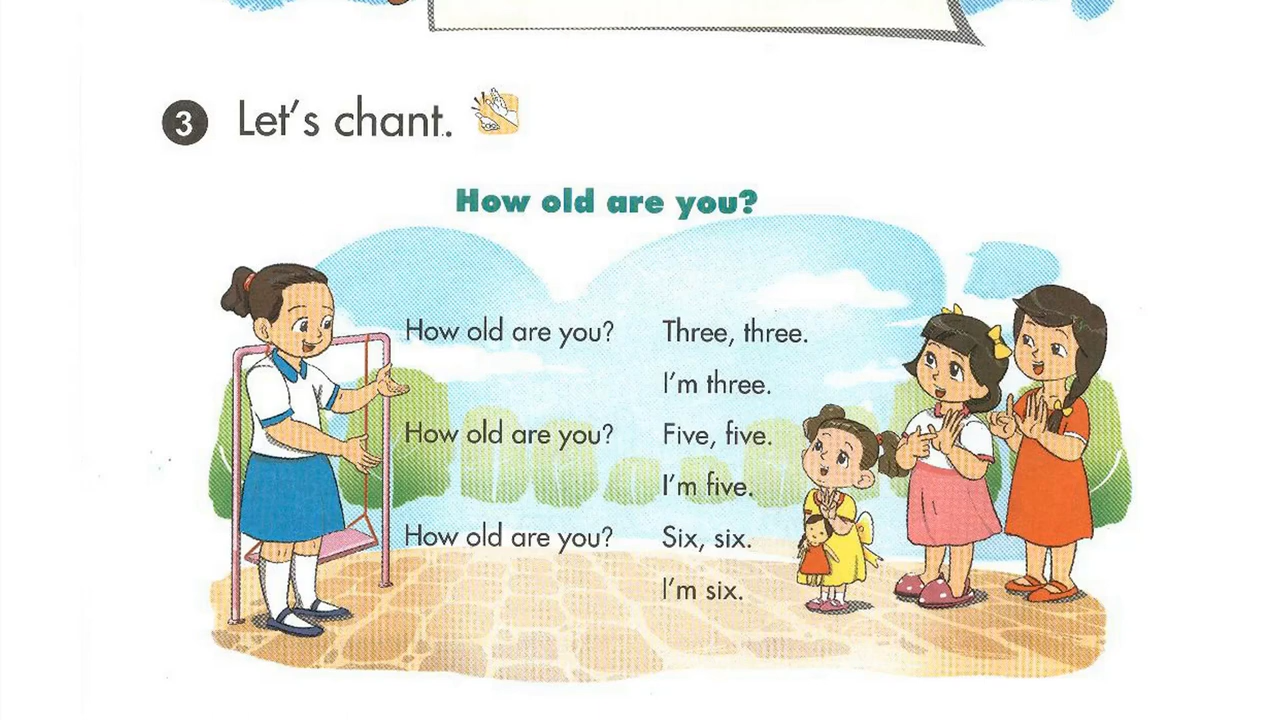 3 Let's chant.
How old are you?
How old are you? Three, three.
I'm three.
How old are you? Five, five.
I'm five.
How old are you? Six, six.
I'm six.